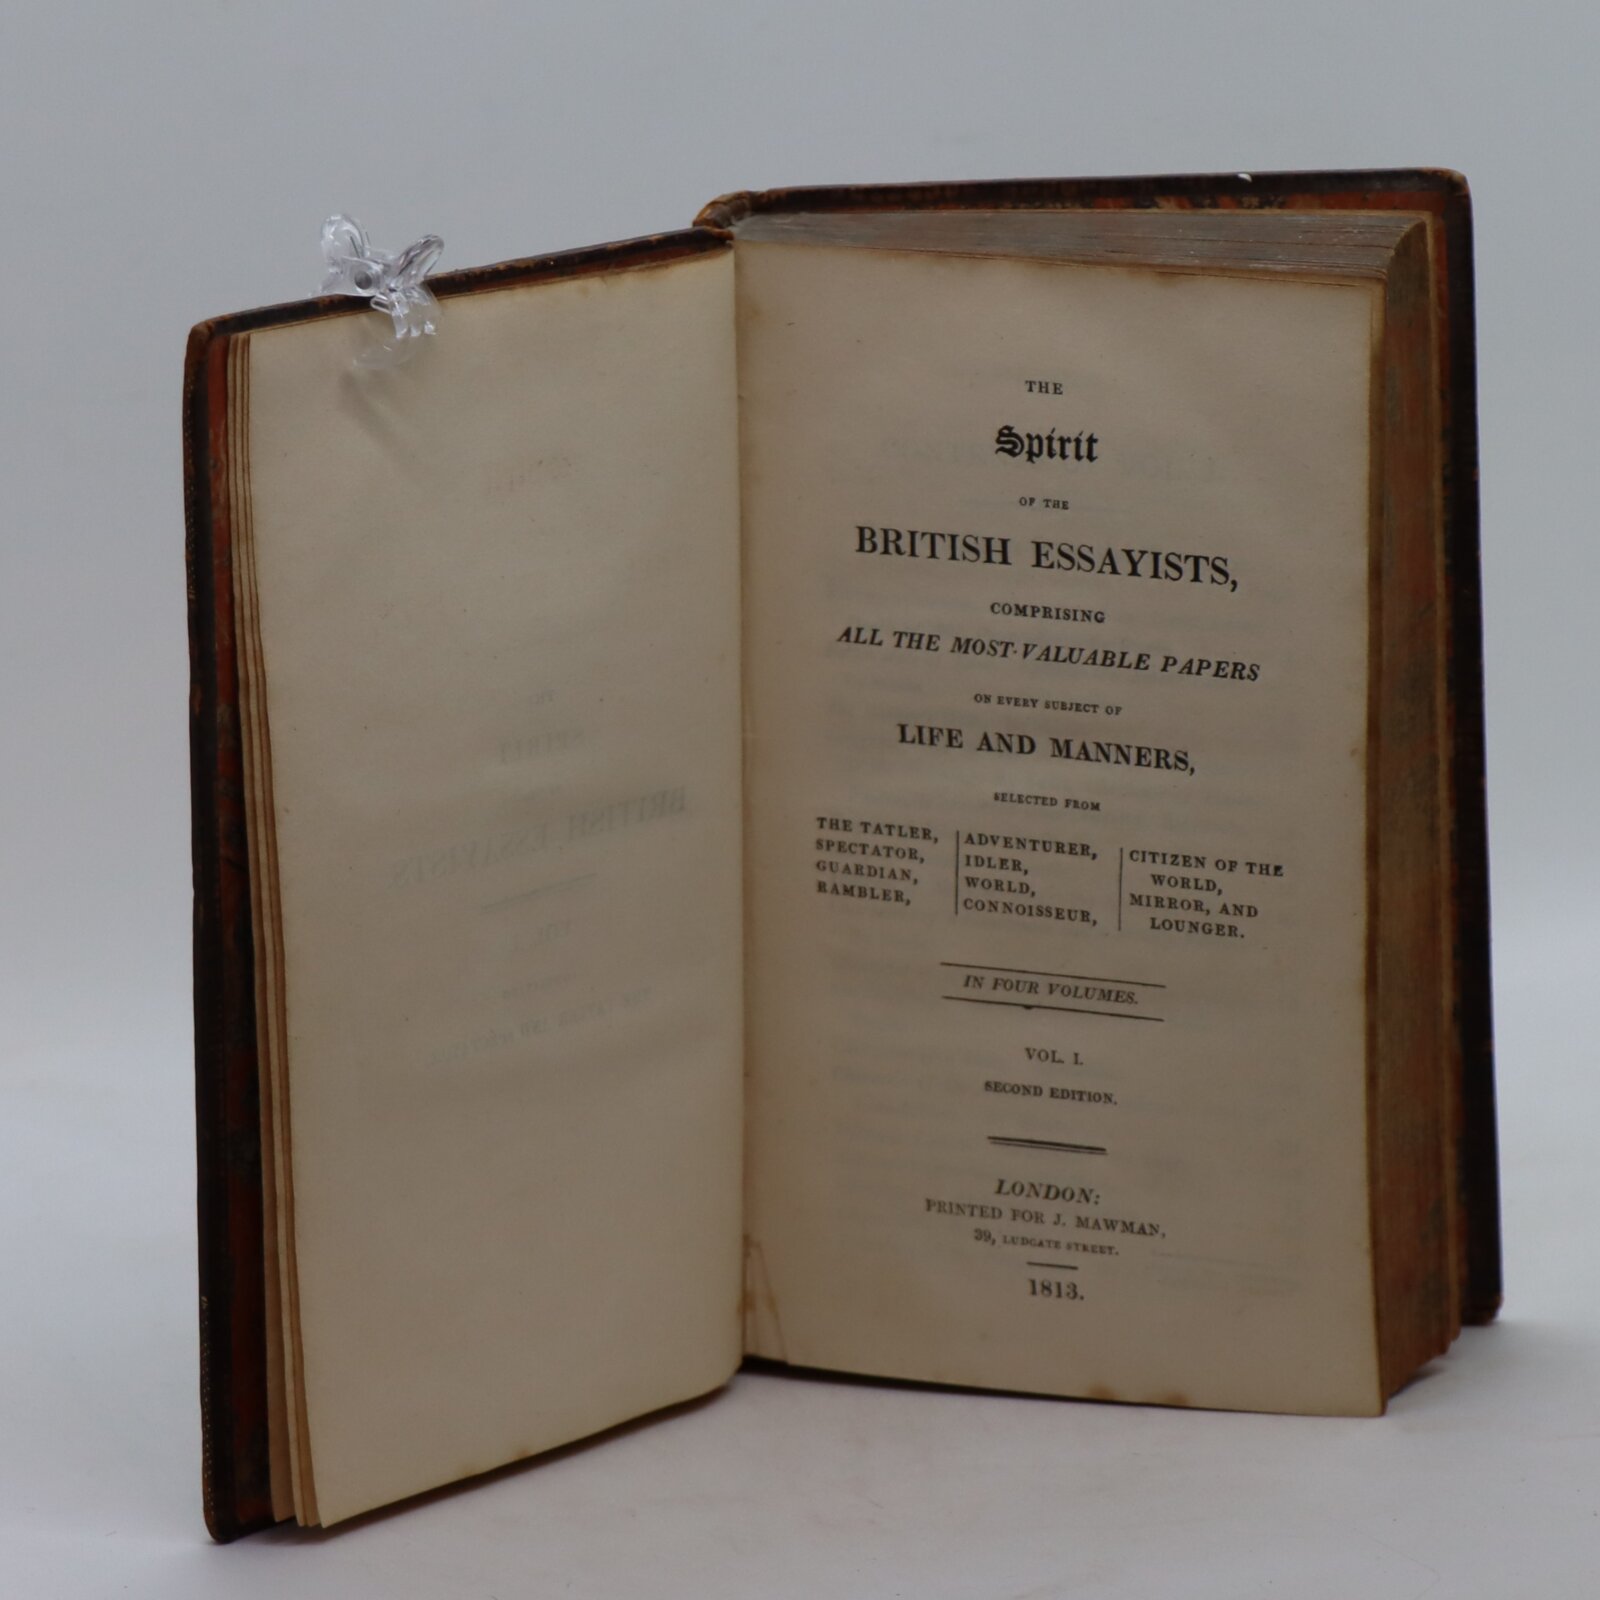 THE
Spirit
OF THE
BRITISH ESSAYISTS,
COMPRISING
ALL THE MOST VALUABLE PAPERS
ON EVERY SUBJECT OF
LIFE AND MANNERS,
SELECTED FROM
THE TATLER,
SPECTATOR,
GUARDIAN,
RAMBLER,
ADVENTURER,
IDLER,
WORLD,
CONNOISSEUR,
CITIZEN OF THE
WORLD,
MIRROR, AND
LOUNGER.
IN FOUR VOLUMES.
VOL. I.
SECOND EDITION.
LONDON:
PRINTED FOR J. MAWMAN,
39, LUDGATE STREET.
1813.